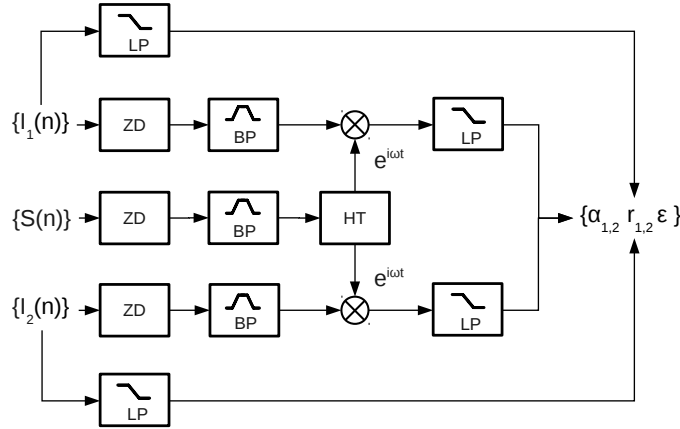 LP
{I₁(n)}
ZD
BP
LP
e^iωt
{S(n)}
ZD
BP
HT
{α₁,₂ r₁,₂ ε }
e^iωt
{I₂(n)}
ZD
BP
LP
LP